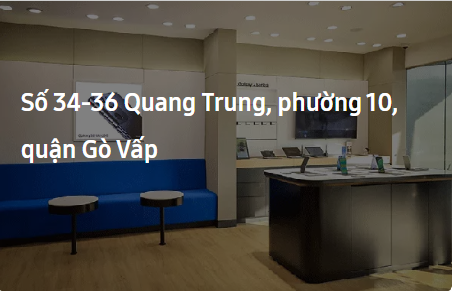 Số 34-36 Quang Trung, phường 10,
quận Gò Vấp